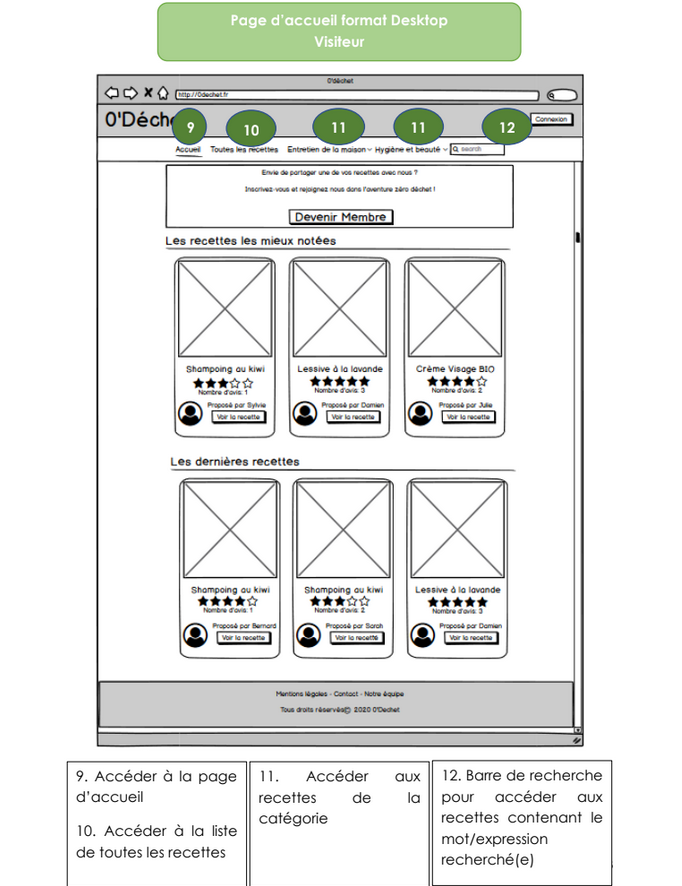 Page d'accueil format Desktop
Visiteur
0'déchet
http://0dechet.fr
0'Déch
Connexion
9
10
11
11
12
Accueil
Toutes les recettes
Entretien de la maison
Hygiène et beauté
search
Envie de partager une de vos recettes avec nous ?
Inscrivez-vous et rejoignez nous dans l'aventure zéro déchet !
Devenir Membre
Les recettes les mieux notées
Shampoing au kiwi
Nombre d'avis: 1
Proposé par Sylvie
Voir la recette
Lessive à la lavande
Nombre d'avis: 3
Proposé par Damien
Voir la recette
Crème Visage BIO
Nombre d'avis: 2
Proposé par Julie
Voir la recette
Les dernières recettes
Shampoing au kiwi
Nombre d'avis: 1
Proposé par Bernard
Voir la recette
Shampoing au kiwi
Nombre d'avis: 2
Proposé par Sarah
Voir la recette
Lessive à la lavande
Nombre d'avis: 3
Proposé par Damien
Voir la recette
Mentions légales - Contact - Notre équipe
Tous droits réservés© 2020 0'Dechet
9. Accéder à la page
d'accueil
10. Accéder à la liste
de toutes les recettes
11. Accéder aux
recettes de la
catégorie
12. Barre de recherche
pour accéder aux
recettes contenant le
mot/expression
recherché(e)